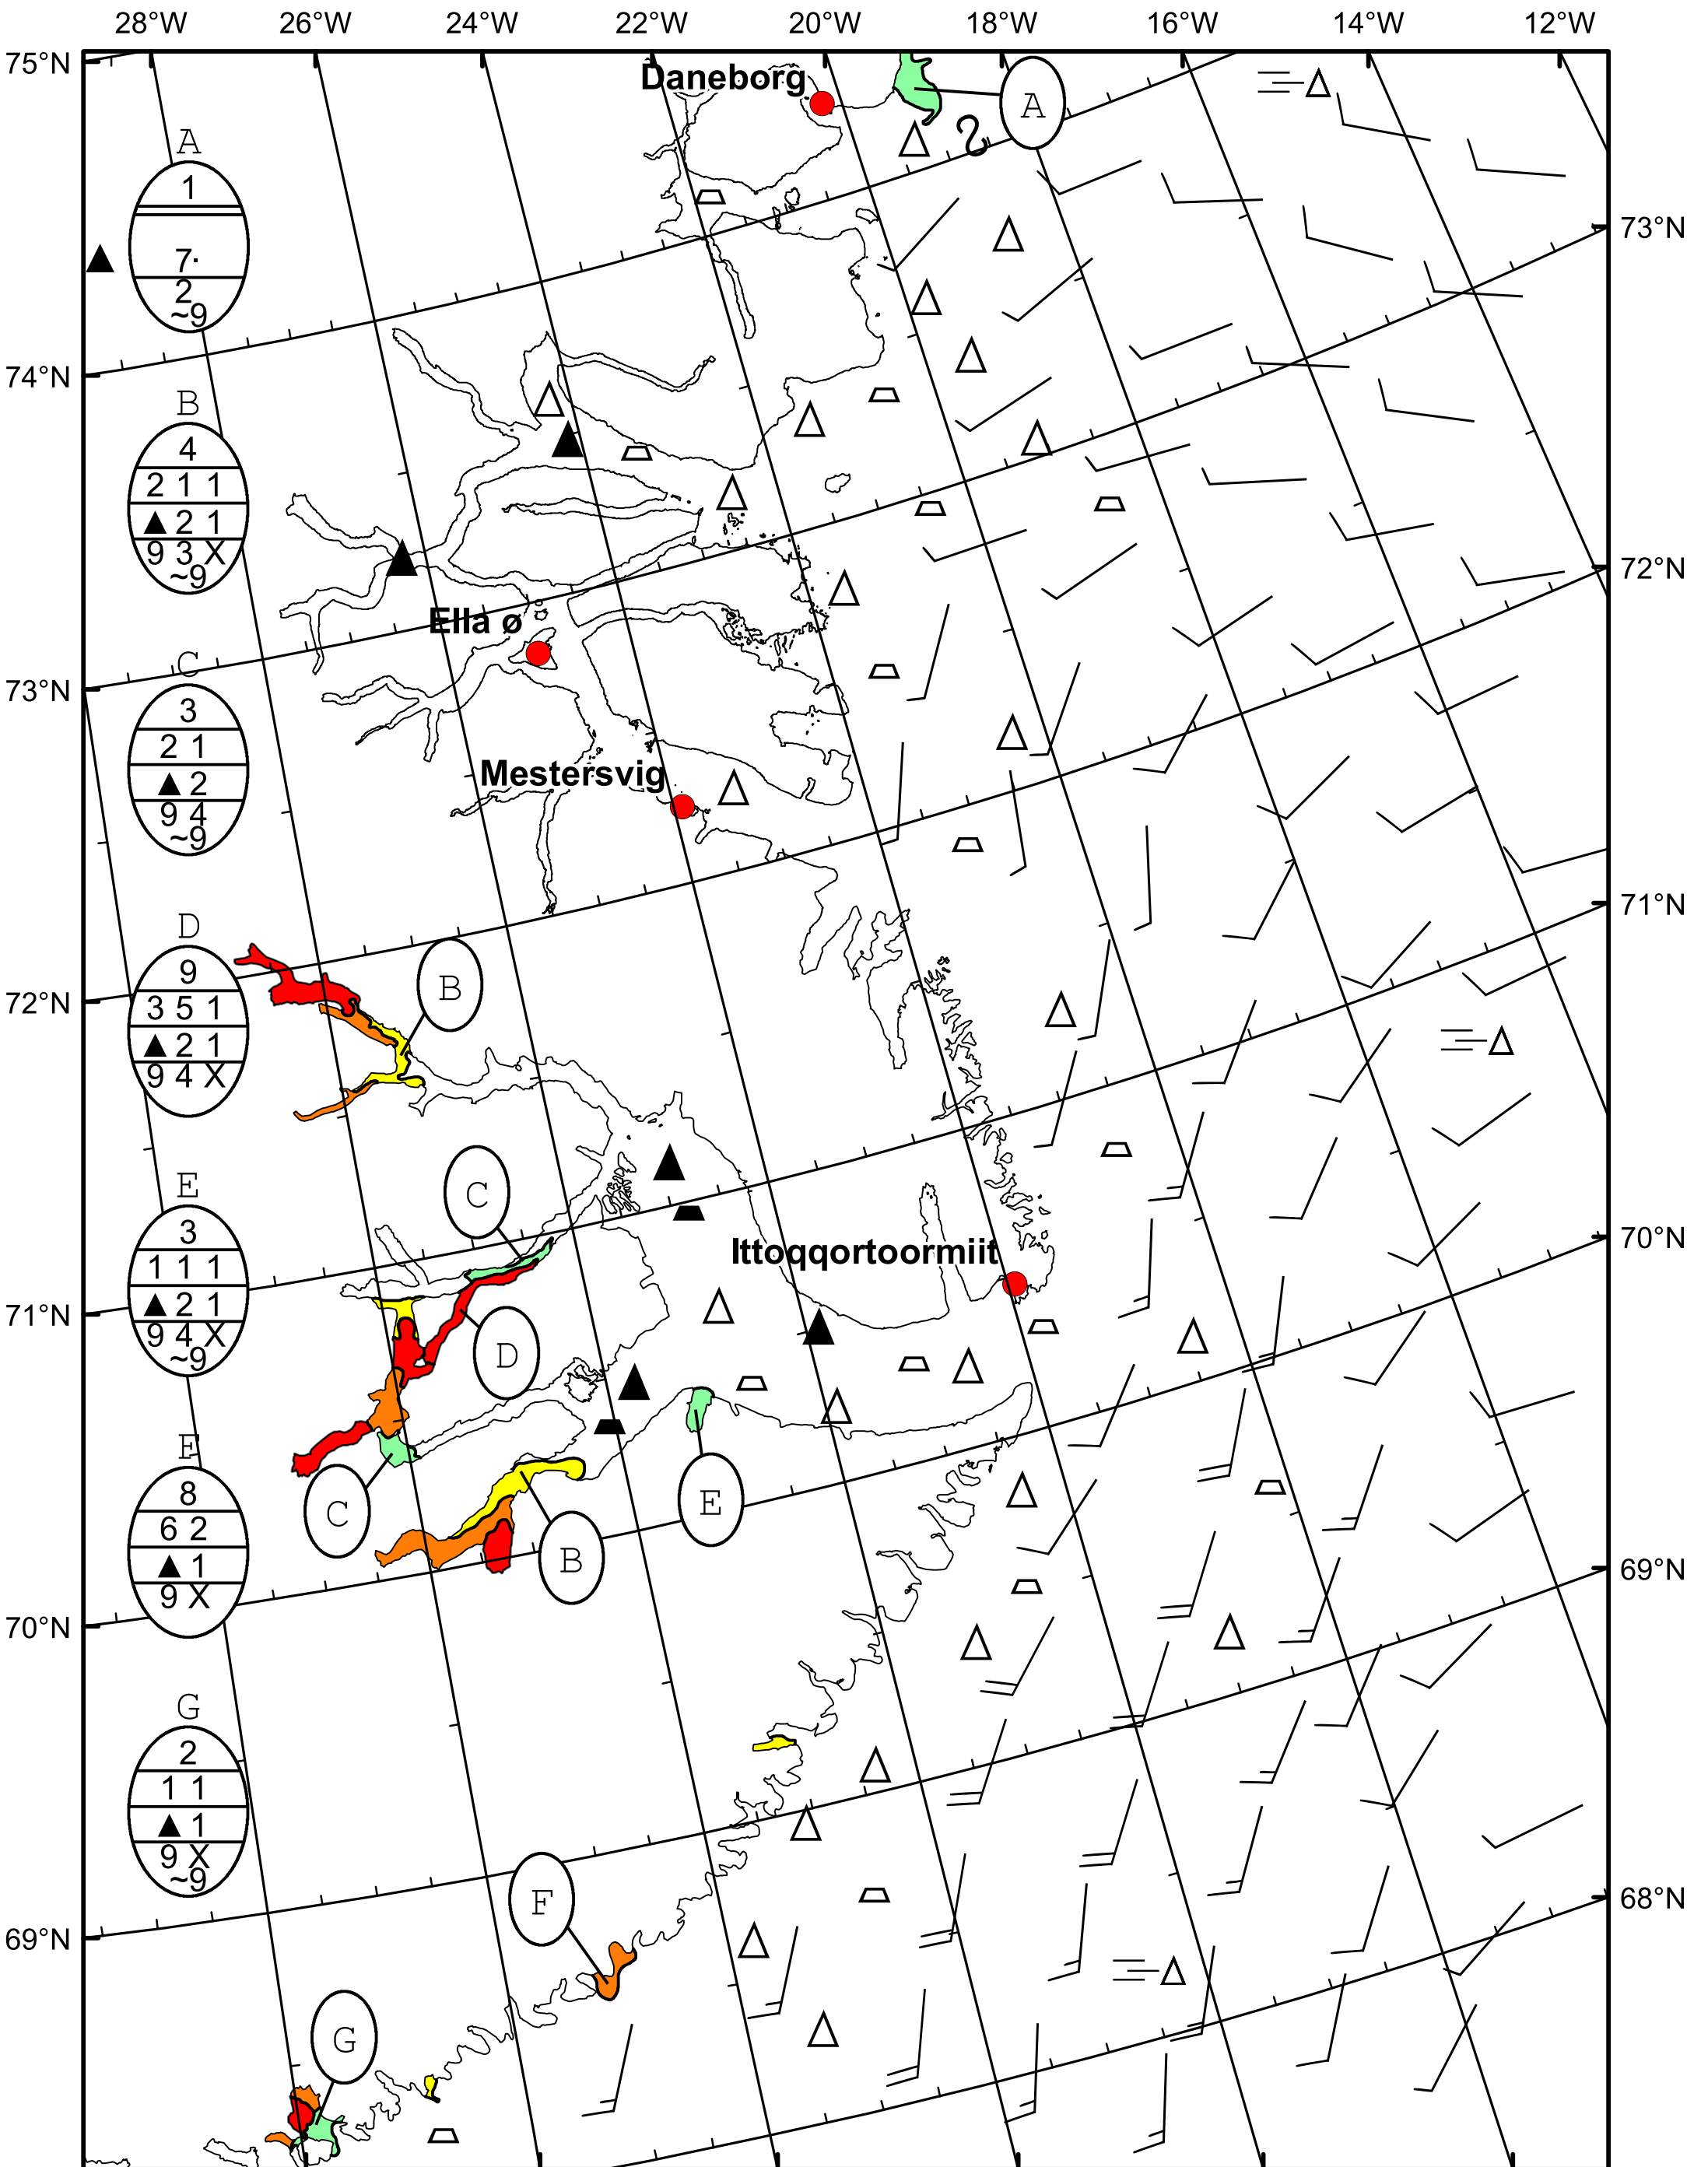 28°W 26°W 24°W 22°W 20°W 18°W 16°W 14°W 12°W
75°N
Daneborg
A
A
1
7·
2
~9
73°N
74°N
B
4
2 1 1
▲ 2 1
9 3 X
~9
72°N
Ella ø
C
3
2 1
▲ 2
9 4
~9
73°N
Mestersvig
71°N
D
9
3 5 1
▲ 2 1
9 4 X
B
72°N
C
E
3
1 1 1
▲ 2 1
9 4 X
~9
Ittoqqortoormiit
70°N
71°N
D
F
8
6 2
▲ 1
9 X
C
E
B
69°N
70°N
G
2
1 1
▲ 1
9 X
~9
F
68°N
69°N
G